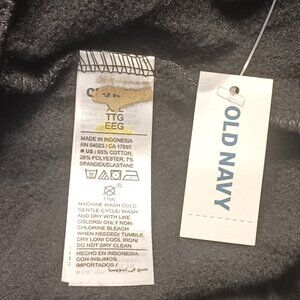 TTG
EEG
MADE IN INDONESIA
RN 54023 / CA 17897
65% COTTON,
28% POLYESTER, 7%
SPANDEX/ELASTANE
MACHINE WASH COLD
GENTLE CYCLE/ WASH
AND DRY WITH LIKE
COLORS/ ONLY NON-
CHLORINE BLEACH
WHEN NEEDED/ TUMBLE
DRY LOW/ COOL IRON/
DO NOT DRY CLEAN
HECHO EN INDONESIA
CON INSUMOS
IMPORTADOS /
OLD NAVY